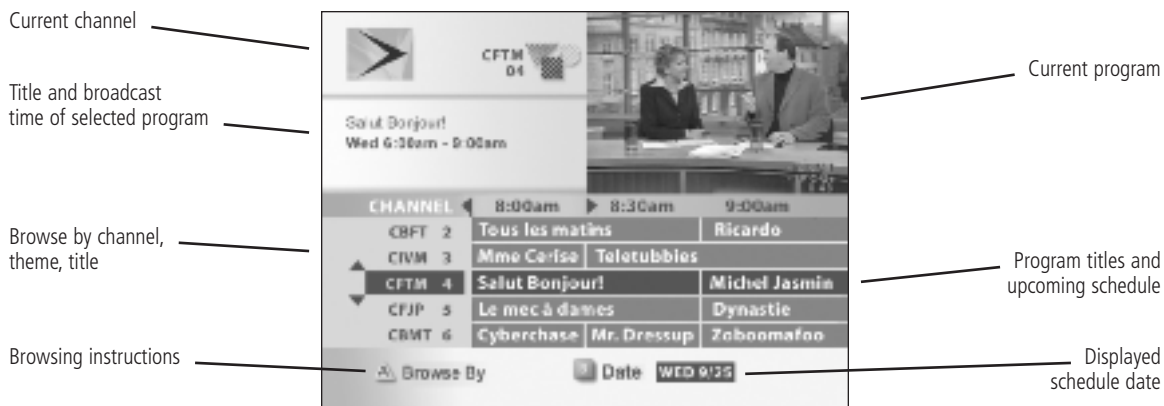 Current channel
Title and broadcast
time of selected program
Browse by channel,
theme, title
Browsing instructions
CFTM
04
Salut Bonjour!
Wed 6:00am - 9:00am
CHANNEL 8:00am 8:30am 9:00am
CBFT 2 Tous les matins Ricardo
CIVM 3 Mme Cerise Teletubbies
CFTM 4 Salut Bonjour! Michel Jasmin
CFJP 5 Le mec à dames Dynastie
CBMT 6 Cyberchase Mr. Dressup Zoboomafoo
A Browse By Date WED 9/25
Current program
Program titles and
upcoming schedule
Displayed
schedule date